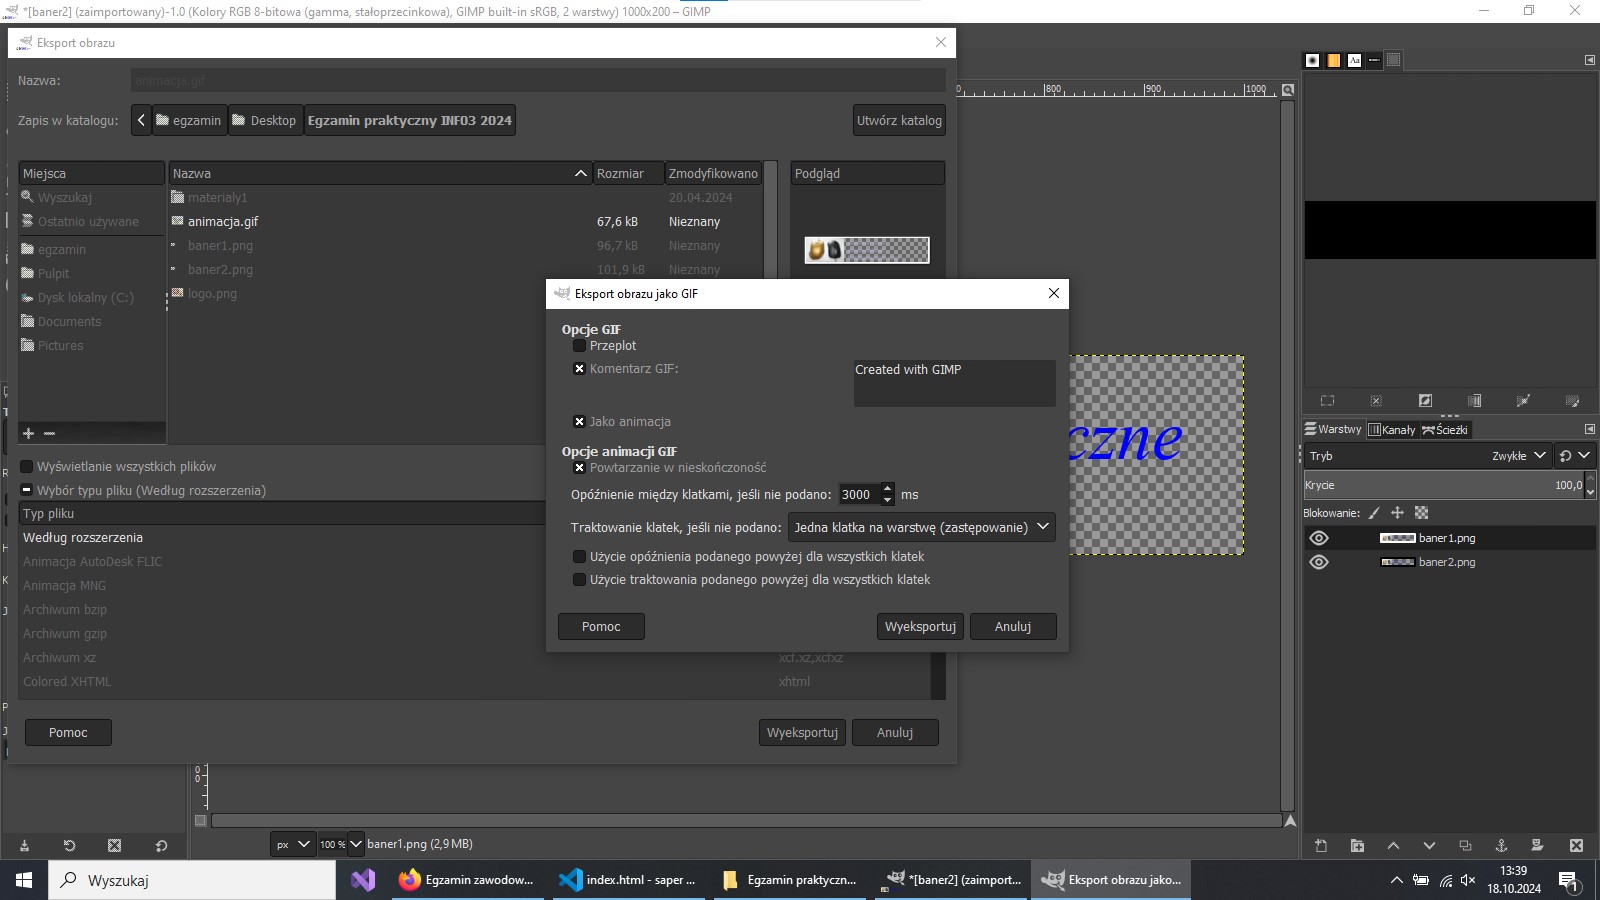 *[baner2] (zaimportowany)-1.0 (Kolory RGB 8-bitowa (gamma, stałoprzecinkowa), GIMP built-in sRGB, 2 warstwy) 1000x200 – GIMP
Eksport obrazu
Nazwa: animacja.gif
Zapis w katalogu: egzamin Desktop Egzamin praktyczny INF03 2024 Utwórz katalog
Miejsca
Wyszukaj
Ostatnio używane
egzamin
Pulpit
Dysk lokalny (C:)
Documents
Pictures
Nazwa Rozmiar Zmodyfikowano
materialy1 20.04.2024
animacja.gif 67,6 kB Nieznany
baner1.png 96,7 kB Nieznany
baner2.png 101,9 kB Nieznany
logo.png
Podgląd
Wyświetlanie wszystkich plików
Wybór typu pliku (Według rozszerzenia)
Typ pliku
Według rozszerzenia
Animacja AutoDesk FLIC
Animacja MNG
Archiwum bzip
Archiwum gzip
Archiwum xz xcf.xz,xcfxz
Colored XHTML xhtml
Pomoc Wyeksportuj Anuluj
Eksport obrazu jako GIF
Opcje GIF
Przeplot
Komentarz GIF: Created with GIMP
Jako animacja
Opcje animacji GIF
Powtarzanie w nieskończoność
Opóźnienie między klatkami, jeśli nie podano: 3000 ms
Traktowanie klatek, jeśli nie podano: Jedna klatka na warstwę (zastępowanie)
Użycie opóźnienia podanego powyżej dla wszystkich klatek
Użycie traktowania podanego powyżej dla wszystkich klatek
Pomoc Wyeksportuj Anuluj
800 900 1000
czne
Aa
Warstwy Kanały Ścieżki
Tryb Zwykłe
Krycie 100,0
Blokowanie:
baner1.png
baner2.png
px 100 % baner1.png (2,9 MB)
Wyszukaj
Egzamin zawodow...
index.html - saper ...
Egzamin praktyczn...
*[baner2] (zaimport...
Eksport obrazu jako...
13:39
18.10.2024
1